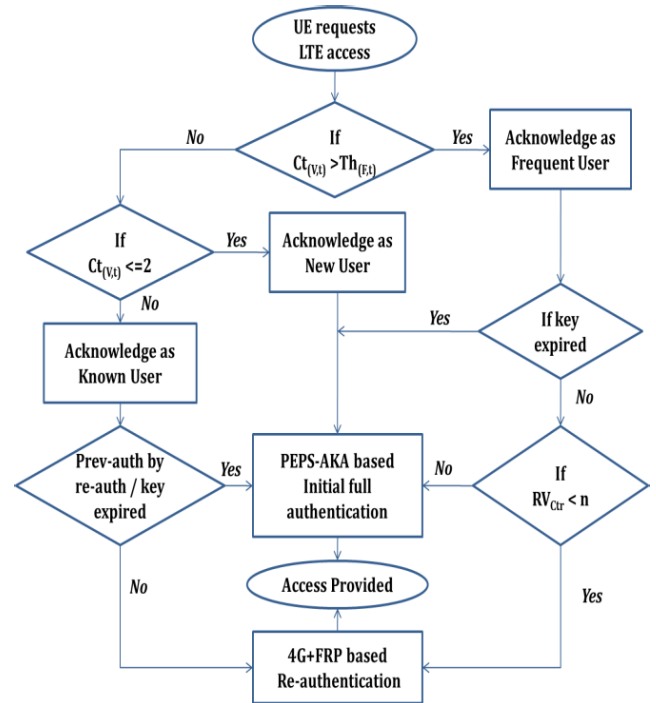 UE requests
LTE access
No
If
Ct(V,t) >Th(F,t)
Yes
Acknowledge as
Frequent User
If
Ct(V,t) <=2
Yes
Acknowledge as
New User
No
Yes
If key
expired
Acknowledge as
Known User
No
Prev-auth by
re-auth / key
expired
Yes
PEPS-AKA based
Initial full
authentication
No
If
RVCtr < n
No
Access Provided
Yes
4G+FRP based
Re-authentication